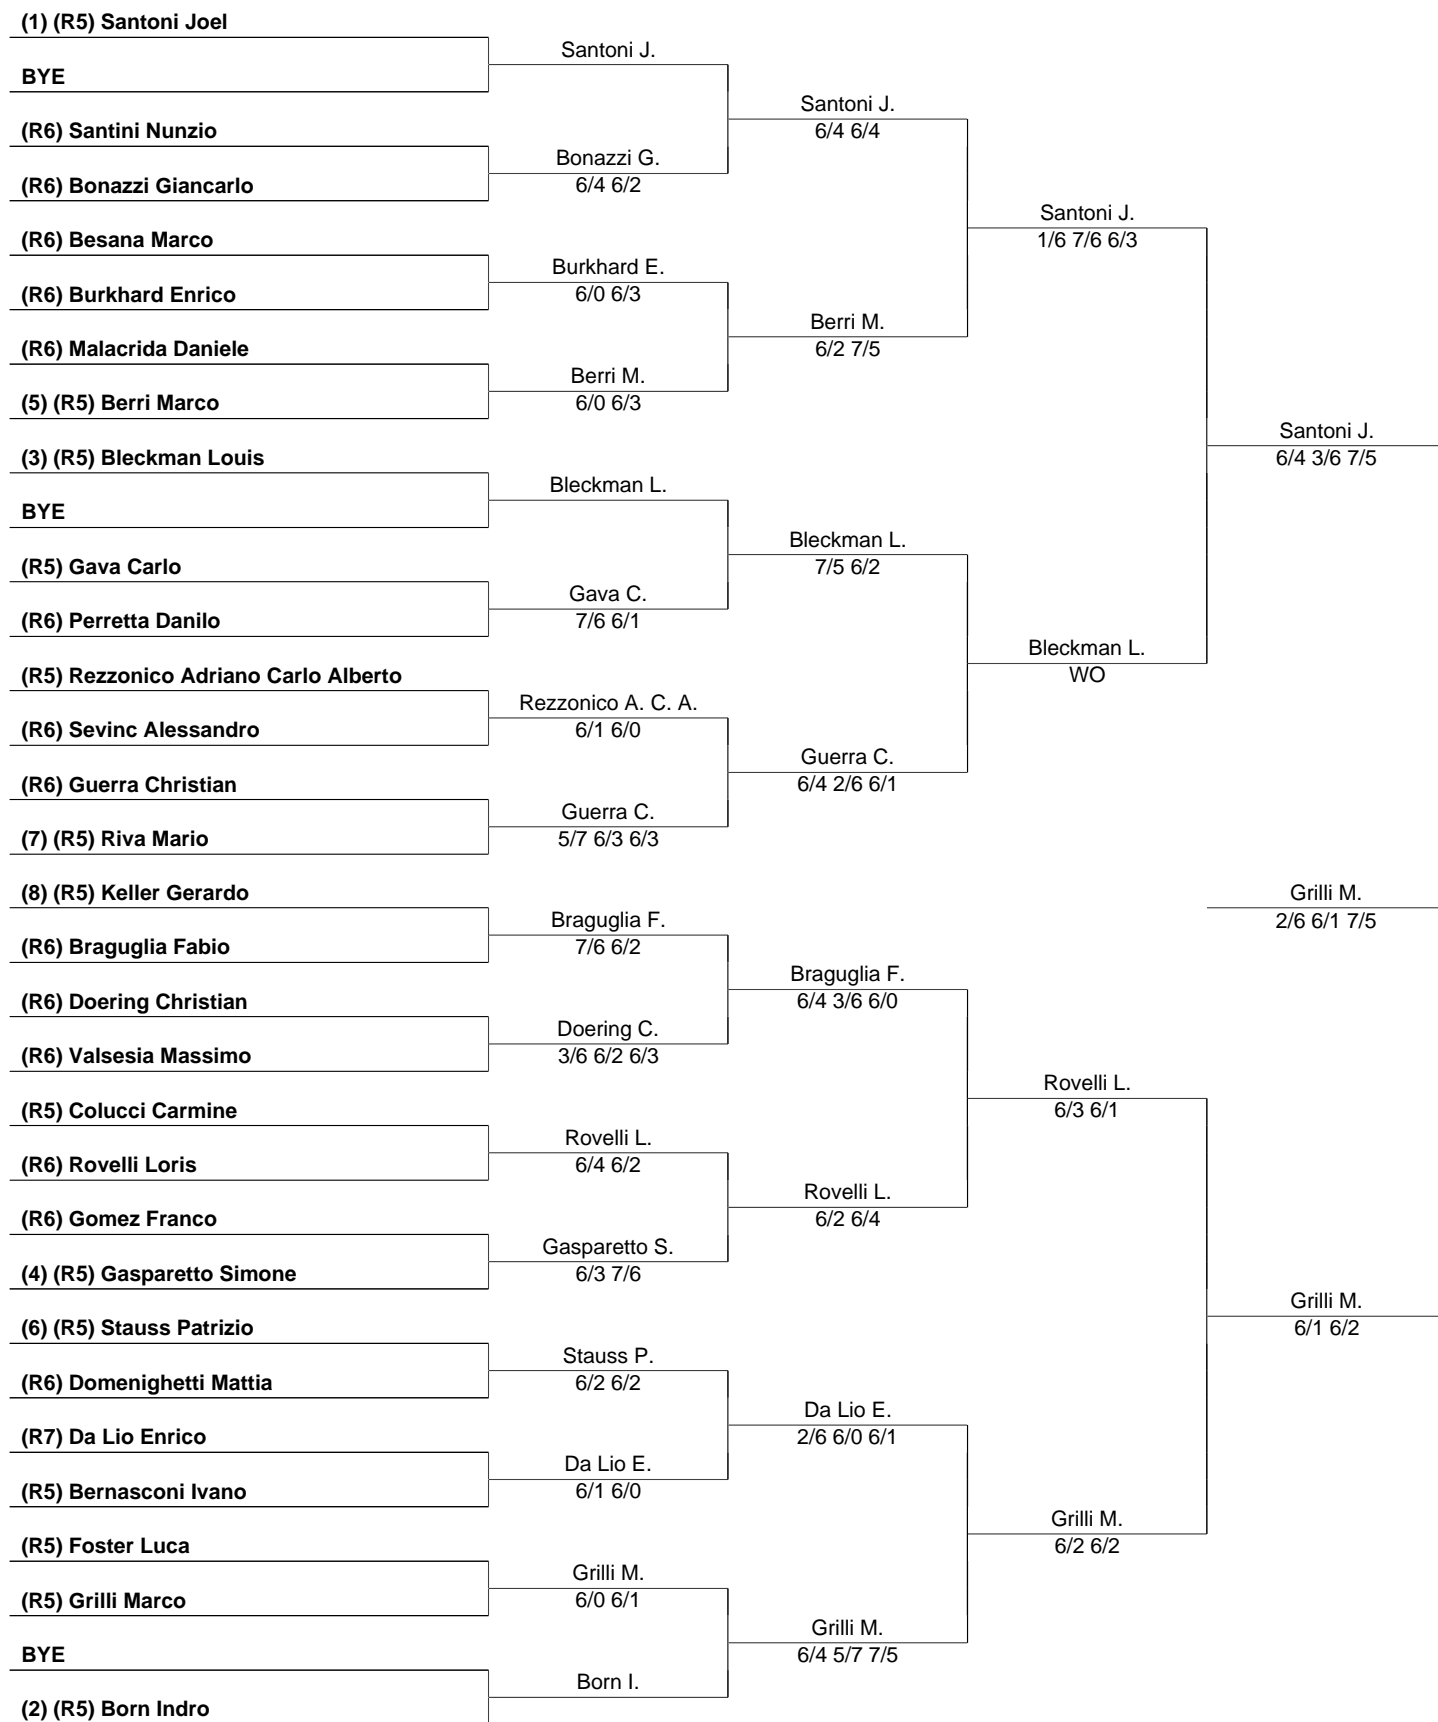 (1) (R5) Santoni Joel
BYE
(R6) Santini Nunzio
(R6) Bonazzi Giancarlo
(R6) Besana Marco
(R6) Burkhard Enrico
(R6) Malacrida Daniele
(5) (R5) Berri Marco
(3) (R5) Bleckman Louis
BYE
(R5) Gava Carlo
(R6) Perretta Danilo
(R5) Rezzonico Adriano Carlo Alberto
(R6) Sevinc Alessandro
(R6) Guerra Christian
(7) (R5) Riva Mario
(8) (R5) Keller Gerardo
(R6) Braguglia Fabio
(R6) Doering Christian
(R6) Valsesia Massimo
(R5) Colucci Carmine
(R6) Rovelli Loris
(R6) Gomez Franco
(4) (R5) Gasparetto Simone
(6) (R5) Stauss Patrizio
(R6) Domenighetti Mattia
(R7) Da Lio Enrico
(R5) Bernasconi Ivano
(R5) Foster Luca
(R5) Grilli Marco
BYE
(2) (R5) Born Indro
Santoni J.
Bonazzi G.
6/4 6/2
Burkhard E.
6/0 6/3
Berri M.
6/0 6/3
Bleckman L.
Gava C.
7/6 6/1
Rezzonico A. C. A.
6/1 6/0
Guerra C.
5/7 6/3 6/3
Braguglia F.
7/6 6/2
Doering C.
3/6 6/2 6/3
Rovelli L.
6/4 6/2
Gasparetto S.
6/3 7/6
Stauss P.
6/2 6/2
Da Lio E.
6/1 6/0
Grilli M.
6/0 6/1
Born I.
Santoni J.
6/4 6/4
Berri M.
6/2 7/5
Bleckman L.
7/5 6/2
Guerra C.
6/4 2/6 6/1
Braguglia F.
6/4 3/6 6/0
Rovelli L.
6/2 6/4
Da Lio E.
2/6 6/0 6/1
Grilli M.
6/4 5/7 7/5
Santoni J.
1/6 7/6 6/3
Bleckman L.
WO
Rovelli L.
6/3 6/1
Grilli M.
6/2 6/2
Santoni J.
6/4 3/6 7/5
Grilli M.
2/6 6/1 7/5
Grilli M.
6/1 6/2